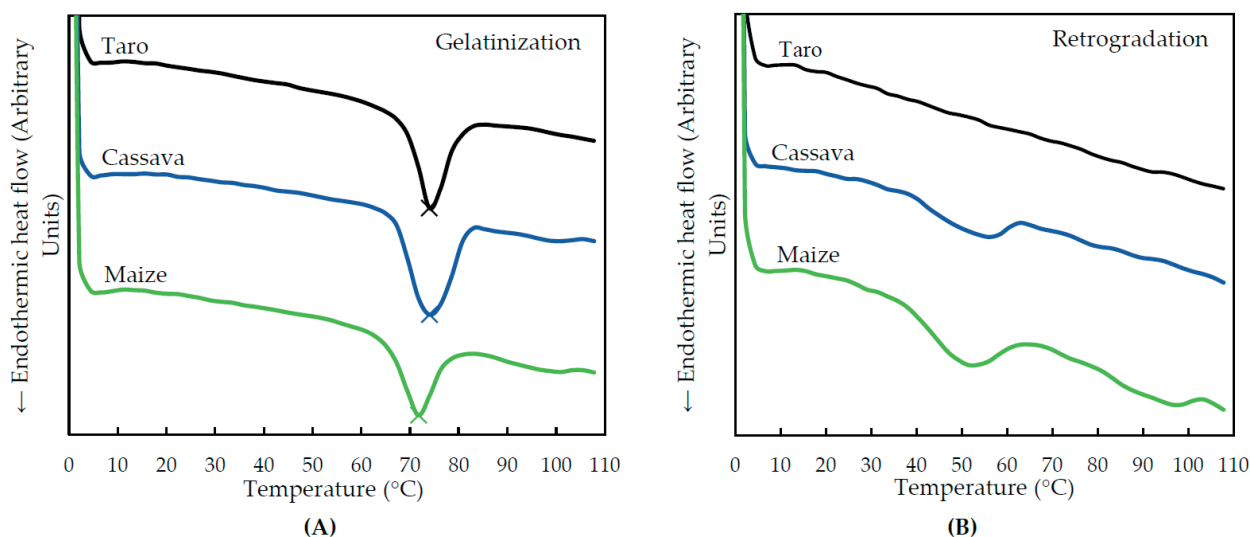 ← Endothermic heat flow (Arbitrary
Units)
Gelatinization
Taro
Cassava
Maize
0 10 20 30 40 50 60 70 80 90 100 110
Temperature (°C)
(A)
← Endothermic heat flow (Arbitrary
Units)
Retrogradation
Taro
Cassava
Maize
0 10 20 30 40 50 60 70 80 90 100 110
Temperature (°C)
(B)